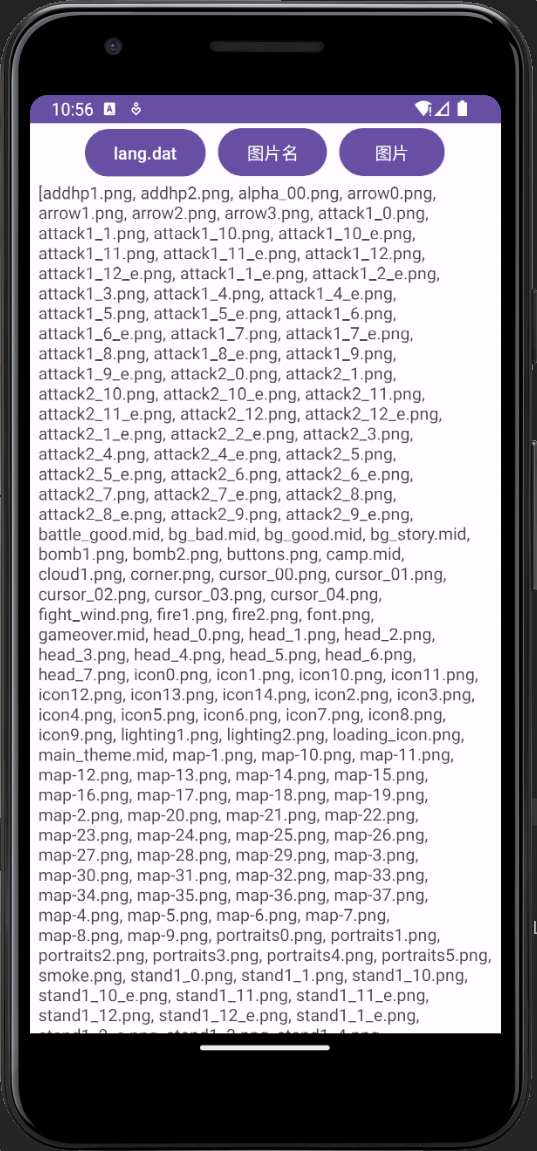 10:56
lang.dat
图片名
图片
[addhp1.png, addhp2.png, alpha_00.png, arrow0.png,
arrow1.png, arrow2.png, arrow3.png, attack1_0.png,
attack1_1.png, attack1_10.png, attack1_10_e.png,
attack1_11.png, attack1_11_e.png, attack1_12.png,
attack1_12_e.png, attack1_1_e.png, attack1_2_e.png,
attack1_3.png, attack1_4.png, attack1_4_e.png,
attack1_5.png, attack1_5_e.png, attack1_6.png,
attack1_6_e.png, attack1_7.png, attack1_7_e.png,
attack1_8.png, attack1_8_e.png, attack1_9.png,
attack1_9_e.png, attack2_0.png, attack2_1.png,
attack2_10.png, attack2_10_e.png, attack2_11.png,
attack2_11_e.png, attack2_12.png, attack2_12_e.png,
attack2_1_e.png, attack2_2_e.png, attack2_3.png,
attack2_4.png, attack2_4_e.png, attack2_5.png,
attack2_5_e.png, attack2_6.png, attack2_6_e.png,
attack2_7.png, attack2_7_e.png, attack2_8.png,
attack2_8_e.png, attack2_9.png, attack2_9_e.png,
battle_good.mid, bg_bad.mid, bg_good.mid, bg_story.mid,
bomb1.png, bomb2.png, buttons.png, camp.mid,
cloud1.png, corner.png, cursor_00.png, cursor_01.png,
cursor_02.png, cursor_03.png, cursor_04.png,
fight_wind.png, fire1.png, fire2.png, font.png,
gameover.mid, head_0.png, head_1.png, head_2.png,
head_3.png, head_4.png, head_5.png, head_6.png,
head_7.png, icon0.png, icon1.png, icon10.png, icon11.png,
icon12.png, icon13.png, icon14.png, icon2.png, icon3.png,
icon4.png, icon5.png, icon6.png, icon7.png, icon8.png,
icon9.png, lighting1.png, lighting2.png, loading_icon.png,
main_theme.mid, map-1.png, map-10.png, map-11.png,
map-12.png, map-13.png, map-14.png, map-15.png,
map-16.png, map-17.png, map-18.png, map-19.png,
map-2.png, map-20.png, map-21.png, map-22.png,
map-23.png, map-24.png, map-25.png, map-26.png,
map-27.png, map-28.png, map-29.png, map-3.png,
map-30.png, map-31.png, map-32.png, map-33.png,
map-34.png, map-35.png, map-36.png, map-37.png,
map-4.png, map-5.png, map-6.png, map-7.png,
map-8.png, map-9.png, portraits0.png, portraits1.png,
portraits2.png, portraits3.png, portraits4.png, portraits5.png,
smoke.png, stand1_0.png, stand1_1.png, stand1_10.png,
stand1_10_e.png, stand1_11.png, stand1_11_e.png,
stand1_12.png, stand1_12_e.png, stand1_1_e.png,